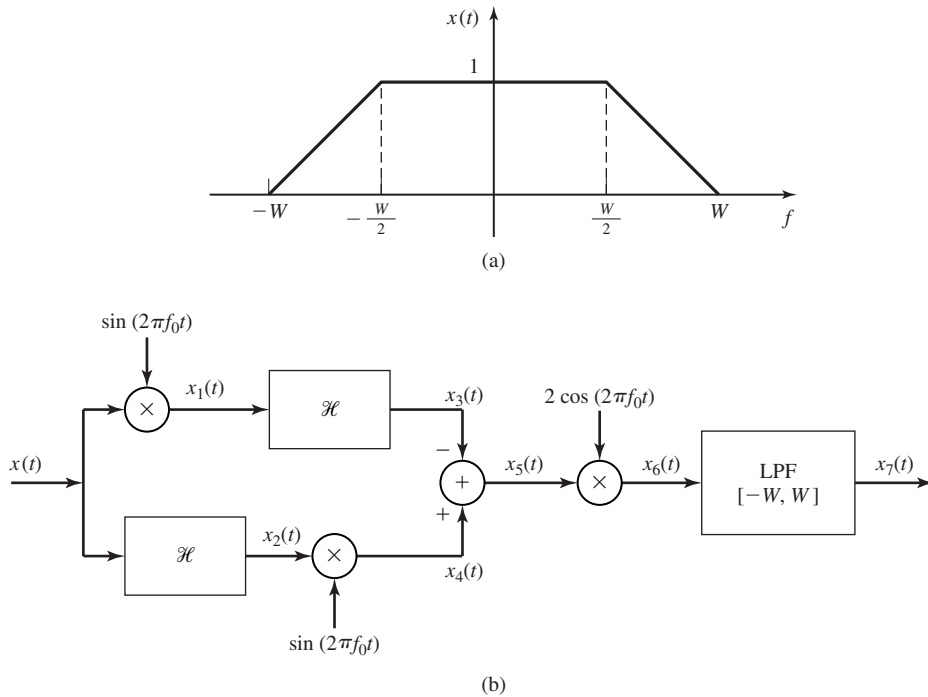 x(t)
1
−W
−W/2
W/2
W
f
(a)
sin (2πf₀t)
×
x₁(t)
ℋ
x₃(t)
2 cos (2πf₀t)
x(t)
−
+
x₅(t)
×
x₆(t)
LPF
[−W, W]
x₇(t)
+
ℋ
x₂(t)
×
x₄(t)
sin (2πf₀t)
(b)